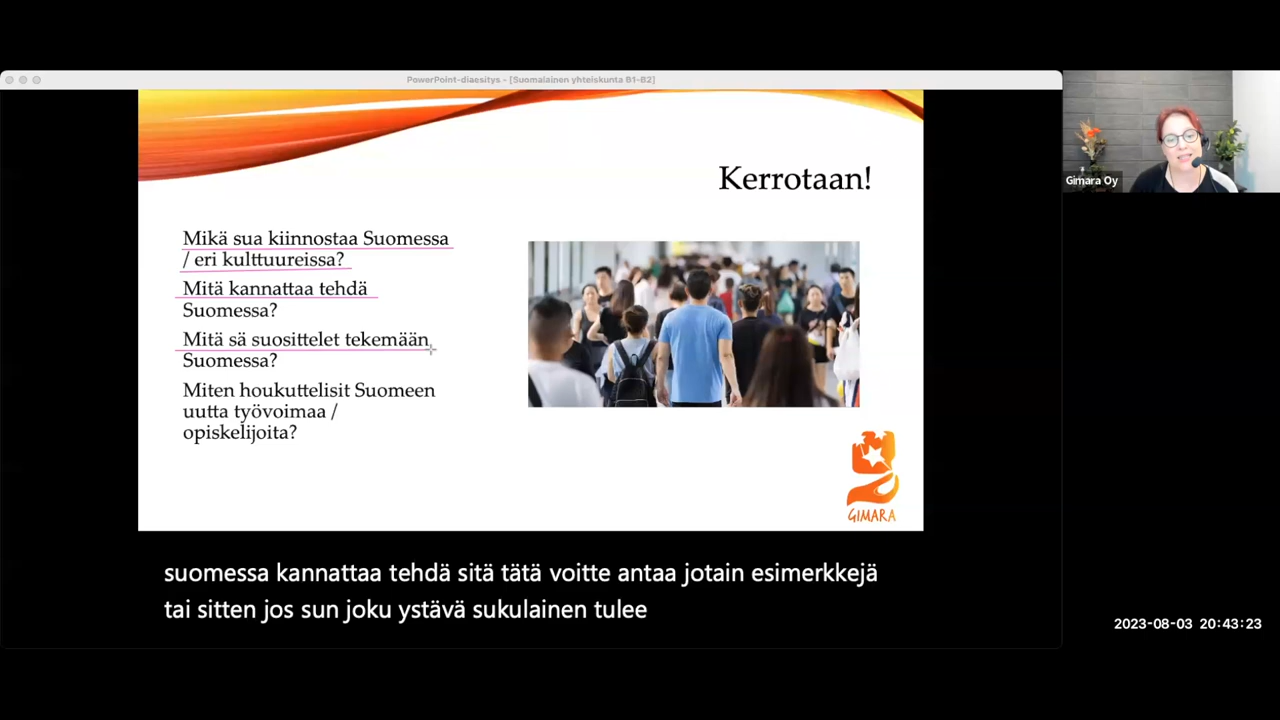 PowerPoint-diaesitys - [Suomalainen yhteiskunta B1-B2]
Kerrotaan!
Mikä sua kiinnostaa Suomessa
/ eri kulttuureissa?
Mitä kannattaa tehdä
Suomessa?
Mitä sä suosittelet tekemään
Suomessa?
Miten houkuttelisit Suomeen
uutta työvoimaa /
opiskelijoita?
GIMARA
Gimara Oy
suomessa kannattaa tehdä sitä tätä voitte antaa jotain esimerkkejä
tai sitten jos sun joku ystävä sukulainen tulee
2023-08-03 20:43:23